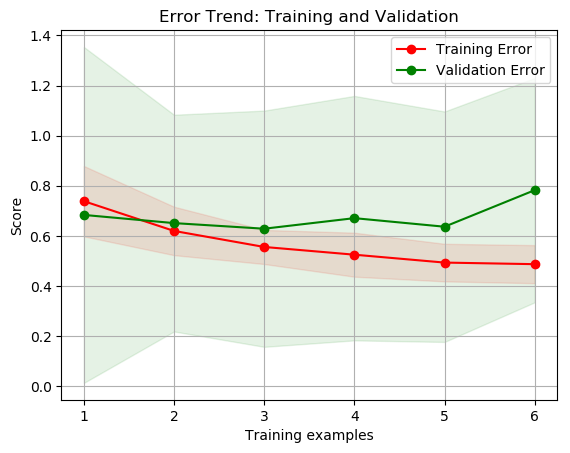 Error Trend: Training and Validation
Training Error
Validation Error
Score
1.4
1.2
1.0
0.8
0.6
0.4
0.2
0.0
1 2 3 4 5 6
Training examples